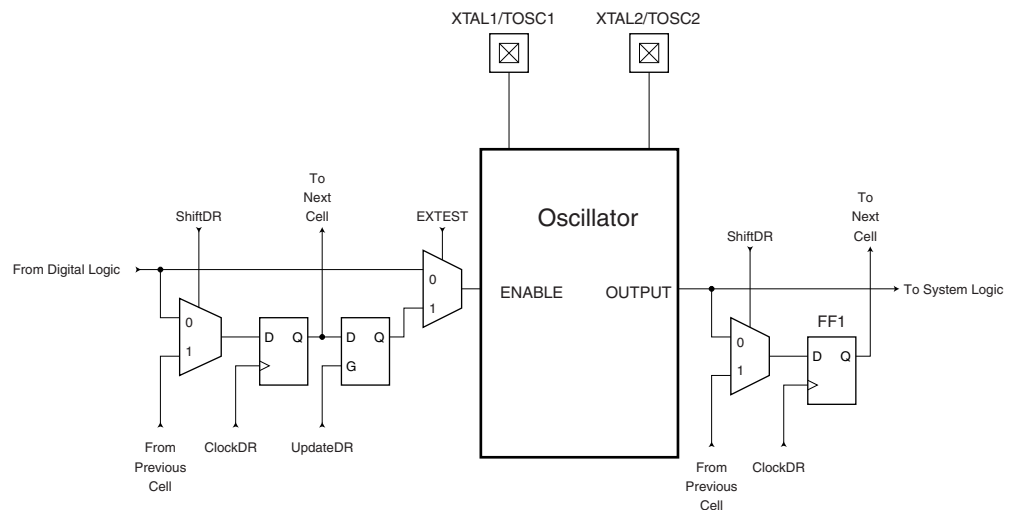 XTAL1/TOSC1
XTAL2/TOSC2
To
Next
Cell
ShiftDR
EXTEST
From Digital Logic
0
1
D Q
D Q
G
0
1
From
Previous
Cell
ClockDR
UpdateDR
Oscillator
ENABLE
OUTPUT
To
Next
Cell
ShiftDR
To System Logic
FF1
0
1
D Q
From
Previous
Cell
ClockDR